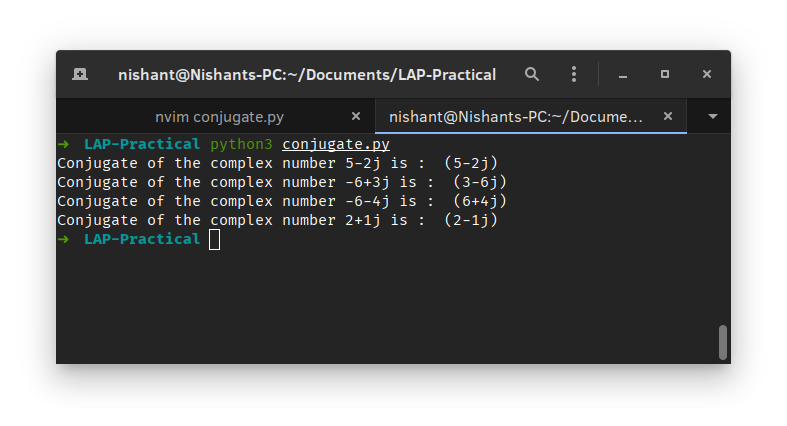 nishant@Nishants-PC:~/Documents/LAP-Practical
nvim conjugate.py
nishant@Nishants-PC:~/Docume...
➜  LAP-Practical python3 conjugate.py
Conjugate of the complex number 5-2j is :  (5-2j)
Conjugate of the complex number -6+3j is :  (3-6j)
Conjugate of the complex number -6-4j is :  (6+4j)
Conjugate of the complex number 2+1j is :  (2-1j)
➜  LAP-Practical